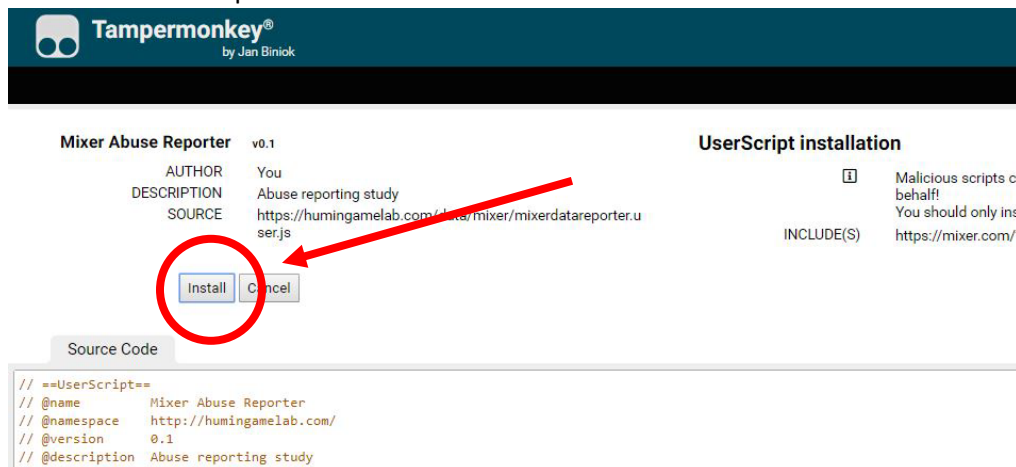 Tampermonkey®
by Jan Biniok
Mixer Abuse Reporter v0.1
AUTHOR You
DESCRIPTION Abuse reporting study
SOURCE https://humingamelab.com/data/mixer/mixerdatareporter.u
ser.js
Install Cancel
UserScript installation
Malicious scripts c
behalf!
You should only ins
INCLUDE(S) https://mixer.com/
Source Code
// ==UserScript==
// @name Mixer Abuse Reporter
// @namespace http://humingamelab.com/
// @version 0.1
// @description Abuse reporting study